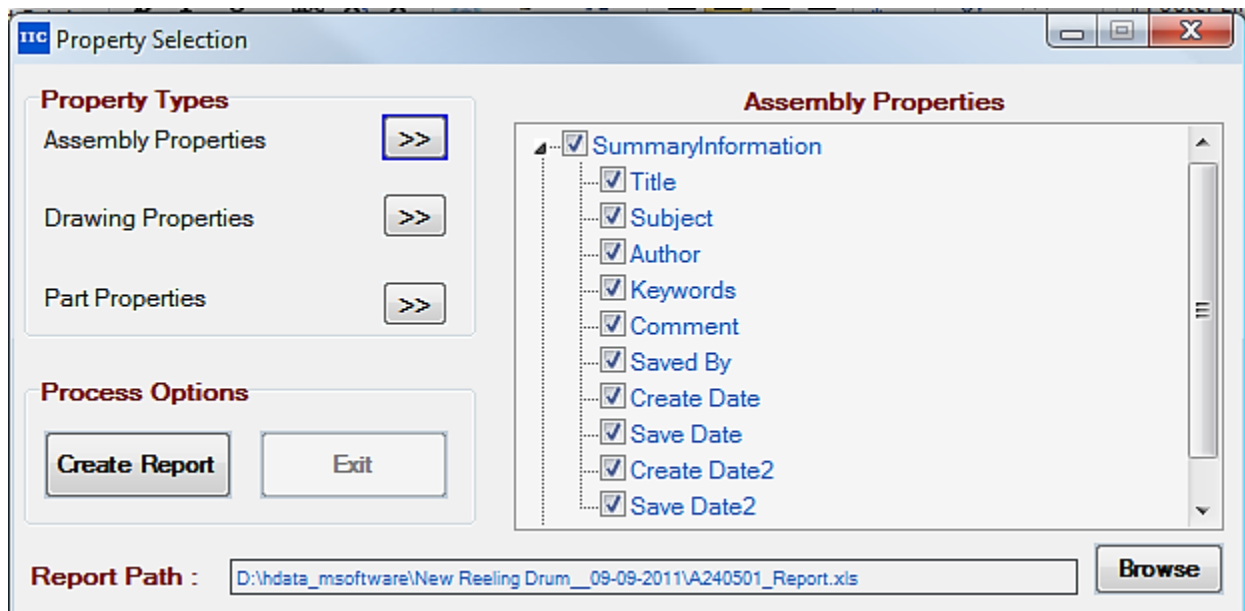 IIC Property Selection
Property Types
Assembly Properties >>
Drawing Properties >>
Part Properties >>
Process Options
Create Report Exit
Assembly Properties
SummaryInformation
Title
Subject
Author
Keywords
Comment
Saved By
Create Date
Save Date
Create Date2
Save Date2
Report Path : D:\hdata_msoftware\New Reeling Drum__09-09-2011\A240501_Report.xls Browse